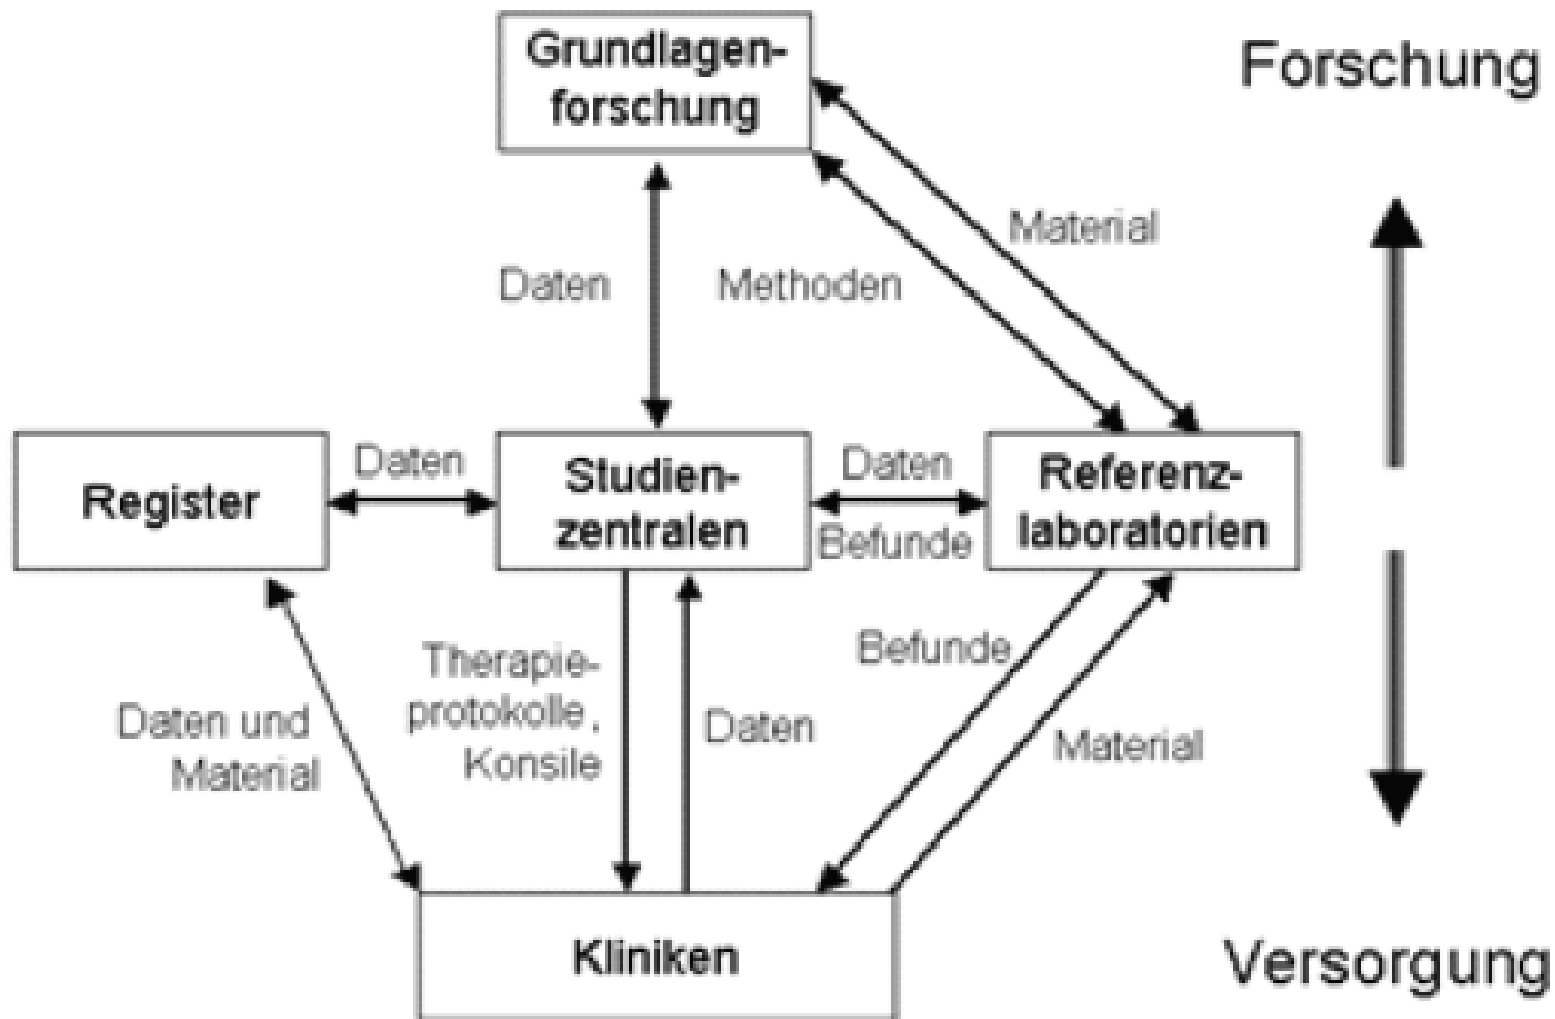 Grundlagen-
forschung
Forschung
Material
Daten
Methoden
Register
Daten
Studien-
zentralen
Daten
Befunde
Referenz-
laboratorien
Daten und
Material
Therapie-
protokolle,
Konsile
Daten
Befunde
Material
Kliniken
Versorgung